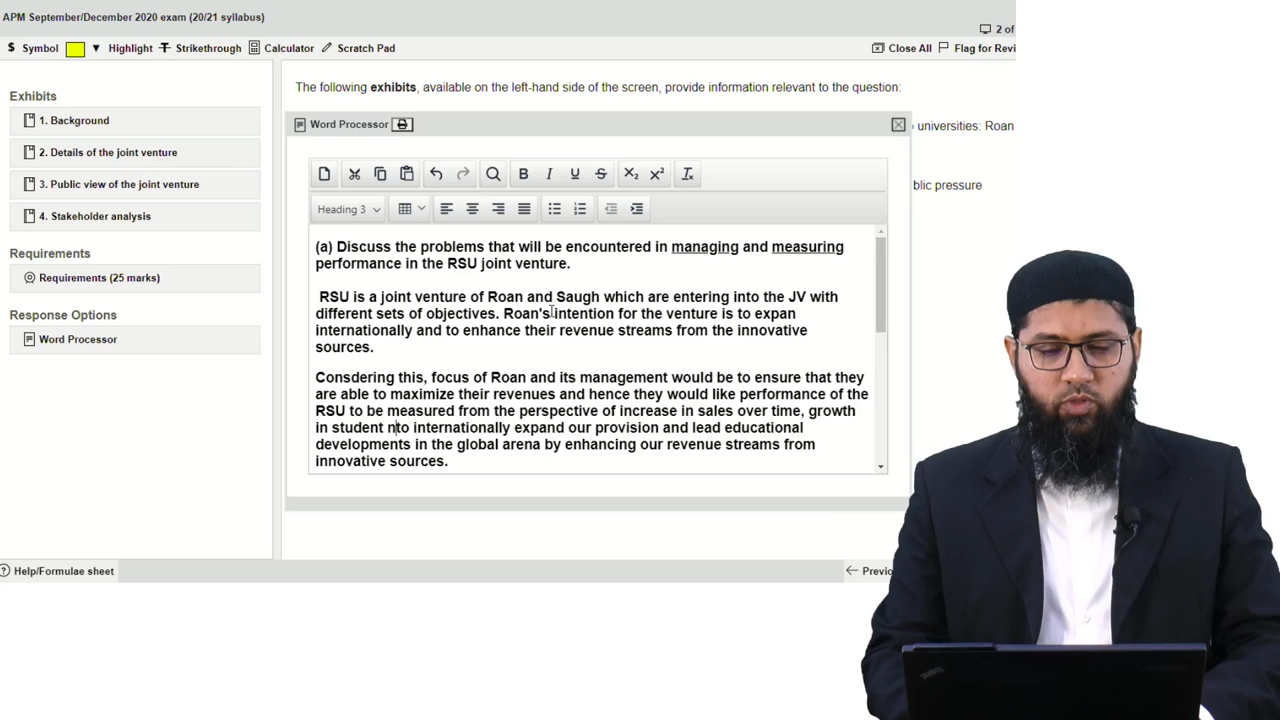 APM September/December 2020 exam (20/21 syllabus)
2 of
$ Symbol Highlight Strikethrough Calculator Scratch Pad Close All Flag for Revi
Exhibits
1. Background
2. Details of the joint venture
3. Public view of the joint venture
4. Stakeholder analysis
Requirements
Requirements (25 marks)
Response Options
Word Processor
The following exhibits, available on the left-hand side of the screen, provide information relevant to the question:
Word Processor
universities: Roan
blic pressure
B I U S X₂ X² Tx
Heading 3
(a) Discuss the problems that will be encountered in managing and measuring
performance in the RSU joint venture.
RSU is a joint venture of Roan and Saugh which are entering into the JV with
different sets of objectives. Roan's intention for the venture is to expan
internationally and to enhance their revenue streams from the innovative
sources.
Consdering this, focus of Roan and its management would be to ensure that they
are able to maximize their revenues and hence they would like performance of the
RSU to be measured from the perspective of increase in sales over time, growth
in student nto internationally expand our provision and lead educational
developments in the global arena by enhancing our revenue streams from
innovative sources.
Help/Formulae sheet
Previo